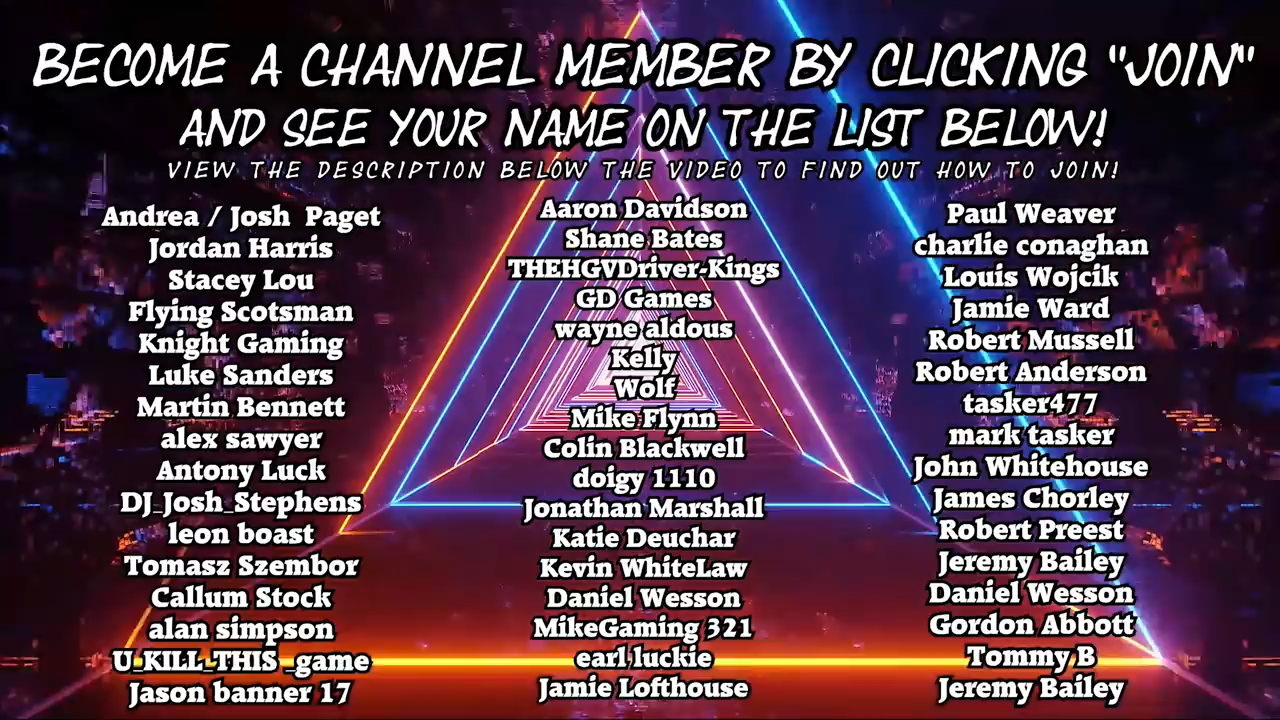 BECOME A CHANNEL MEMBER BY CLICKING "JOIN"
AND SEE YOUR NAME ON THE LIST BELOW!
VIEW THE DESCRIPTION BELOW THE VIDEO TO FIND OUT HOW TO JOIN!
Andrea / Josh Paget
Jordan Harris
Stacey Lou
Flying Scotsman
Knight Gaming
Luke Sanders
Martin Bennett
alex sawyer
Antony Luck
DJ_Josh_Stephens
leon boast
Tomasz Szembor
Callum Stock
alan simpson
U_KILL_THIS _game
Jason banner 17
Aaron Davidson
Shane Bates
THEHGVDriver-Kings
GD Games
wayne aldous
Kelly
Wolf
Mike Flynn
Colin Blackwell
doigy 1110
Jonathan Marshall
Katie Deuchar
Kevin WhiteLaw
Daniel Wesson
MikeGaming 321
earl luckie
Jamie Lofthouse
Paul Weaver
charlie conaghan
Louis Wojcik
Jamie Ward
Robert Mussell
Robert Anderson
tasker477
mark tasker
John Whitehouse
James Chorley
Robert Preest
Jeremy Bailey
Daniel Wesson
Gordon Abbott
Tommy B
Jeremy Bailey